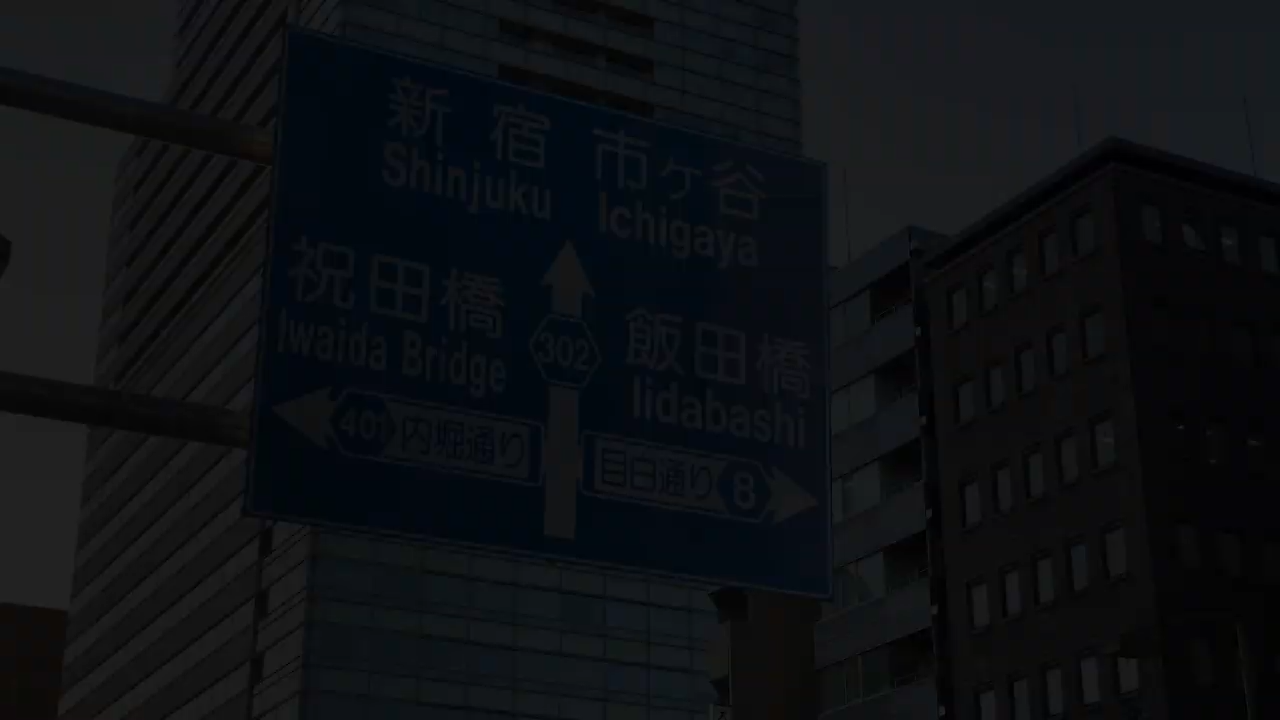 新宿 市ヶ谷
Shinjuku Ichigaya
祝田橋 飯田橋
Iwaida Bridge Iidabashi
302
401 内堀通り 目白通り 8